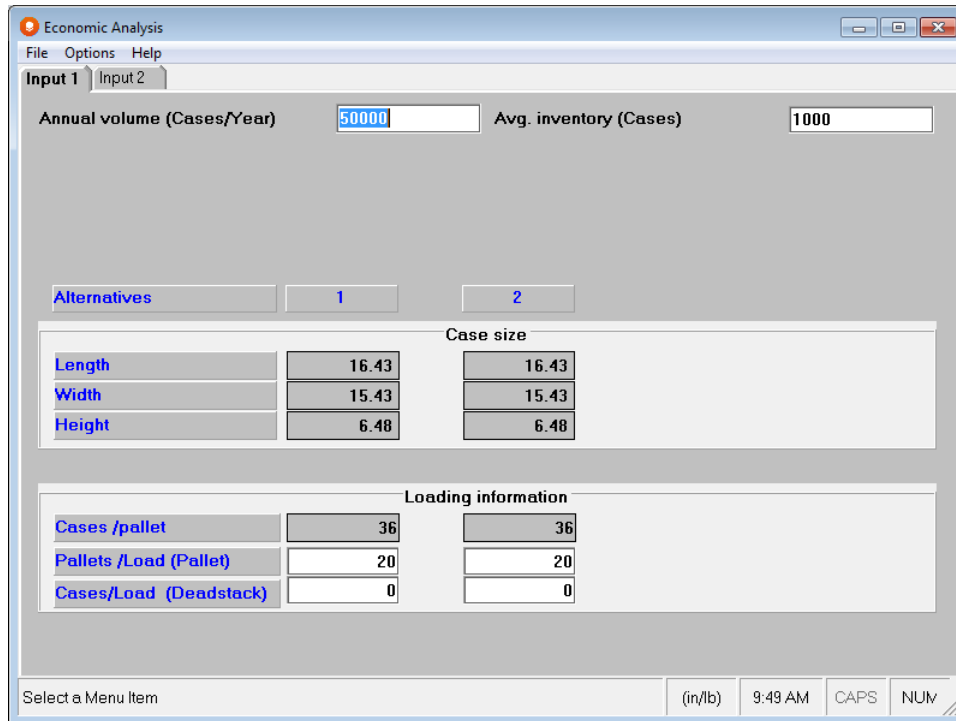 Economic Analysis
File Options Help
Input 1 Input 2
Annual volume (Cases/Year) 50000 Avg. inventory (Cases) 1000
Alternatives 1 2
Case size
Length 16.43 16.43
Width 15.43 15.43
Height 6.48 6.48
Loading information
Cases /pallet 36 36
Pallets /Load (Pallet) 20 20
Cases/Load (Deadstack) 0 0
Select a Menu Item (in/lb) 9:49 AM CAPS NUM